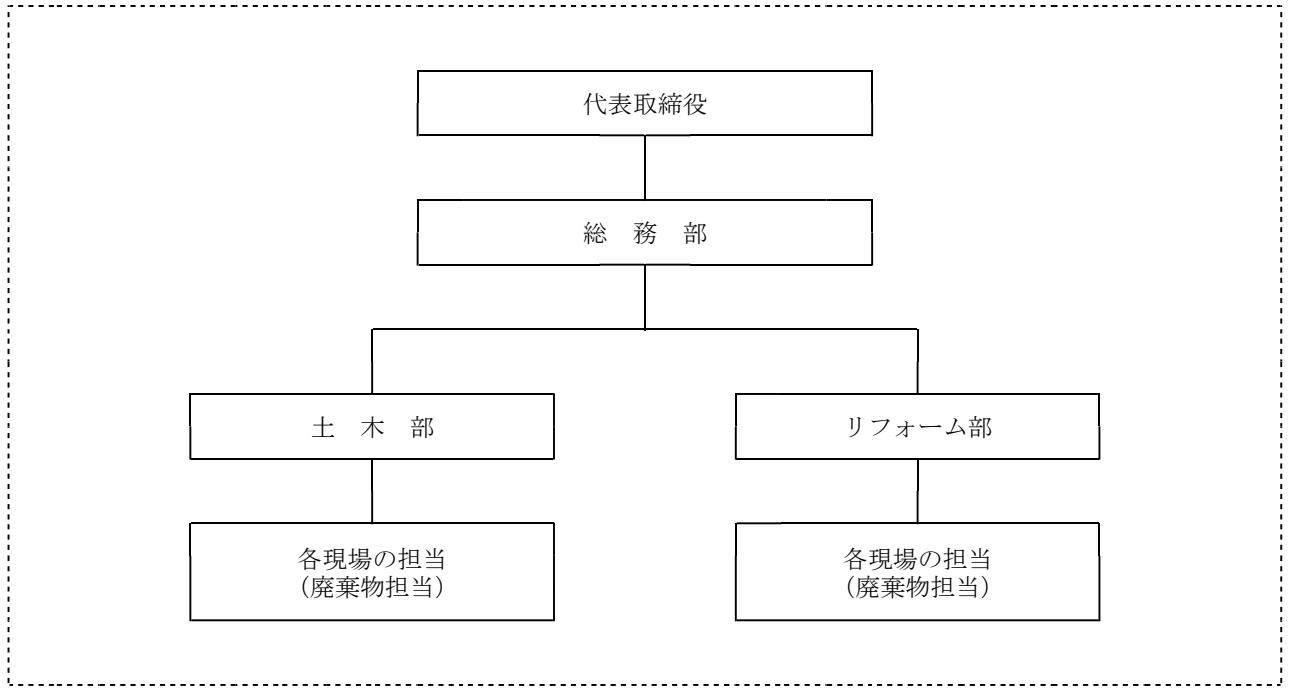 代表取締役
総　務　部
土　木　部
リフォーム部
各現場の担当
（廃棄物担当）
各現場の担当
（廃棄物担当）